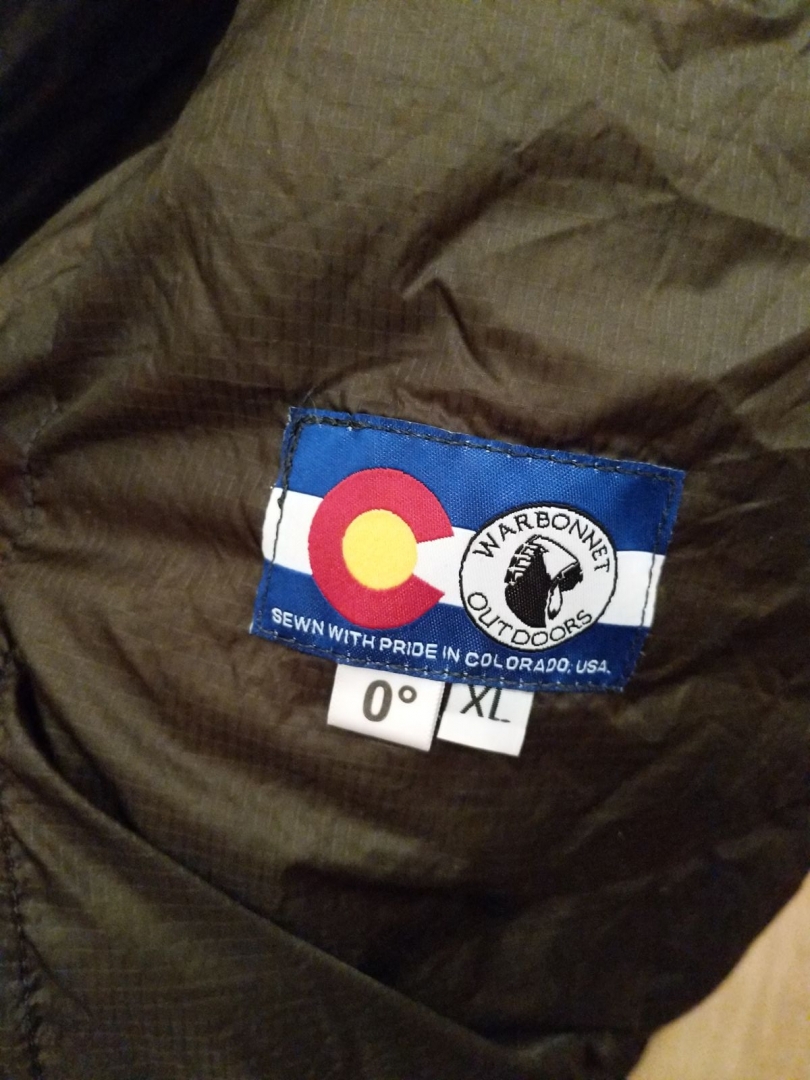 WARBONNET
OUTDOORS
SEWN WITH PRIDE IN COLORADO, USA.
0° XL